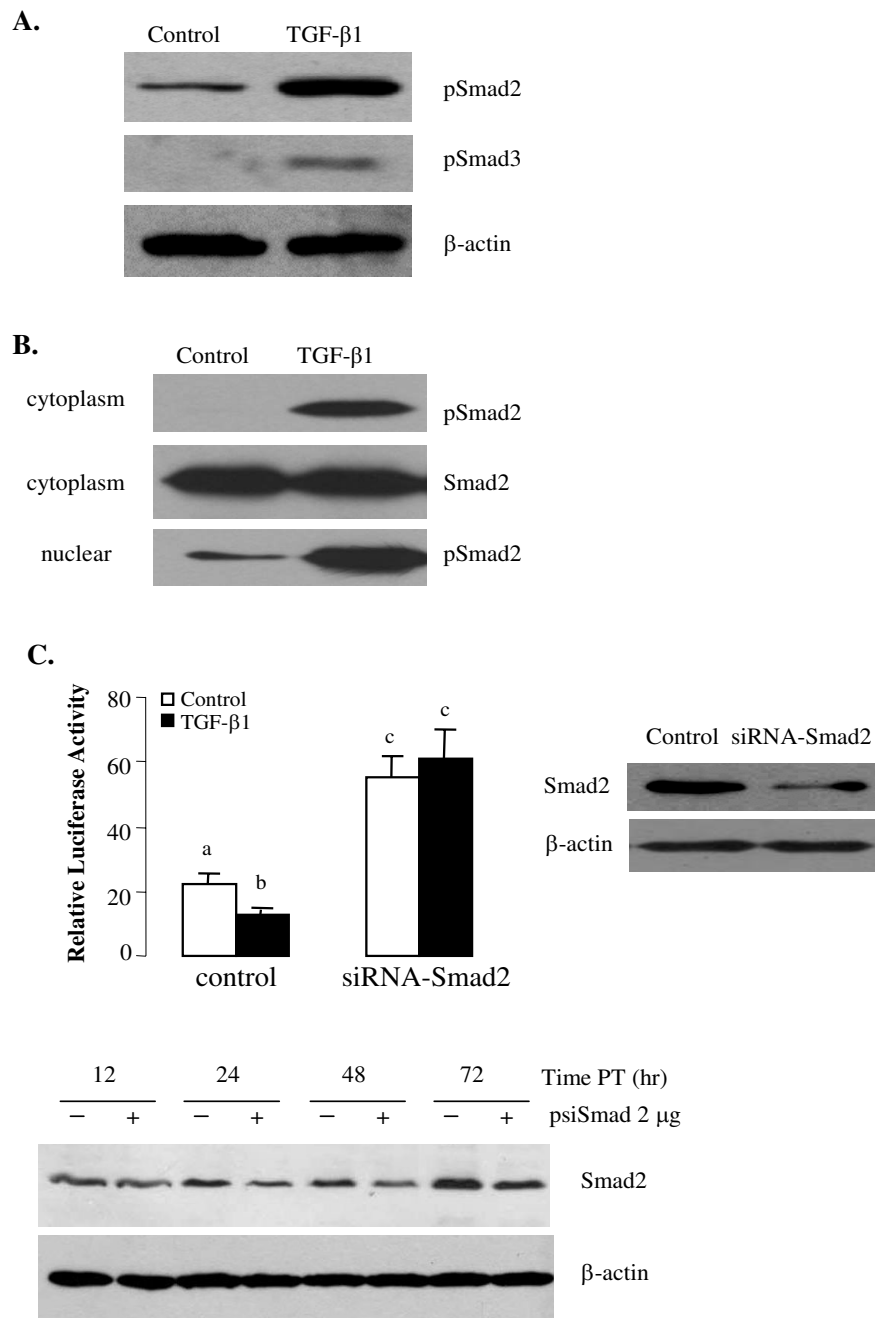 A.
Control TGF-β1
pSmad2
pSmad3
β-actin
B.
Control TGF-β1
cytoplasm pSmad2
cytoplasm Smad2
nuclear pSmad2
C.
Relative Luciferase Activity
80
60
40
20
0
Control
TGF-β1
a
b
c
c
control siRNA-Smad2
Control siRNA-Smad2
Smad2
β-actin
12 24 48 72 Time PT (hr)
– + – + – + – + psiSmad 2 μg
Smad2
β-actin